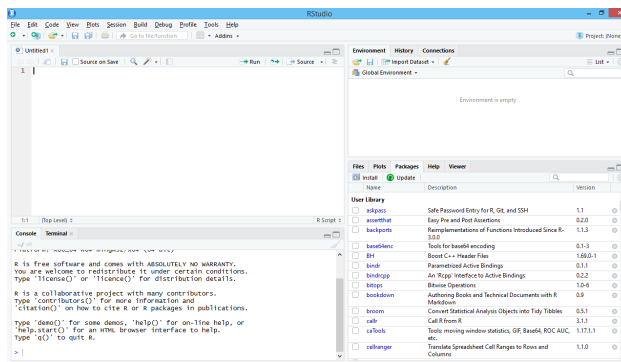 RStudio
File Edit Code View Plots Session Build Debug Profile Tools Help
Go to file/function Addins
Project: (None
Untitled1
Source on Save Run Source
1
1:1 (Top Level) R Script
Console Terminal
~/
R is free software and comes with ABSOLUTELY NO WARRANTY.
You are welcome to redistribute it under certain conditions.
Type 'license()' or 'licence()' for distribution details.
R is a collaborative project with many contributors.
Type 'contributors()' for more information and
'citation()' on how to cite R or R packages in publications.
Type 'demo()' for some demos, 'help()' for on-line help, or
'help.start()' for an HTML browser interface to help.
Type 'q()' to quit R.
>
Environment History Connections
Import Dataset List
Global Environment
Environment is empty
Files Plots Packages Help Viewer
Install Update
Name Description Version
User Library
askpass Safe Password Entry for R, Git, and SSH 1.1
assertthat Easy Pre and Post Assertions 0.2.0
backports Reimplementations of Functions Introduced Since R- 1.1.3
3.0.0
base64enc Tools for base64 encoding 0.1-3
BH Boost C++ Header Files 1.69.0-1
bindr Parametrized Active Bindings 0.1.1
bindrcpp An 'Rcpp' Interface to Active Bindings 0.2.2
bitops Bitwise Operations 1.0-6
bookdown Authoring Books and Technical Documents with R 0.9
Markdown
broom Convert Statistical Analysis Objects into Tidy Tibbles 0.5.1
callr Call R from R 3.1.1
caTools Tools: moving window statistics, GIF, Base64, ROC AUC, 1.17.1.1
etc.
cellranger Translate Spreadsheet Cell Ranges to Rows and 1.1.0
Columns